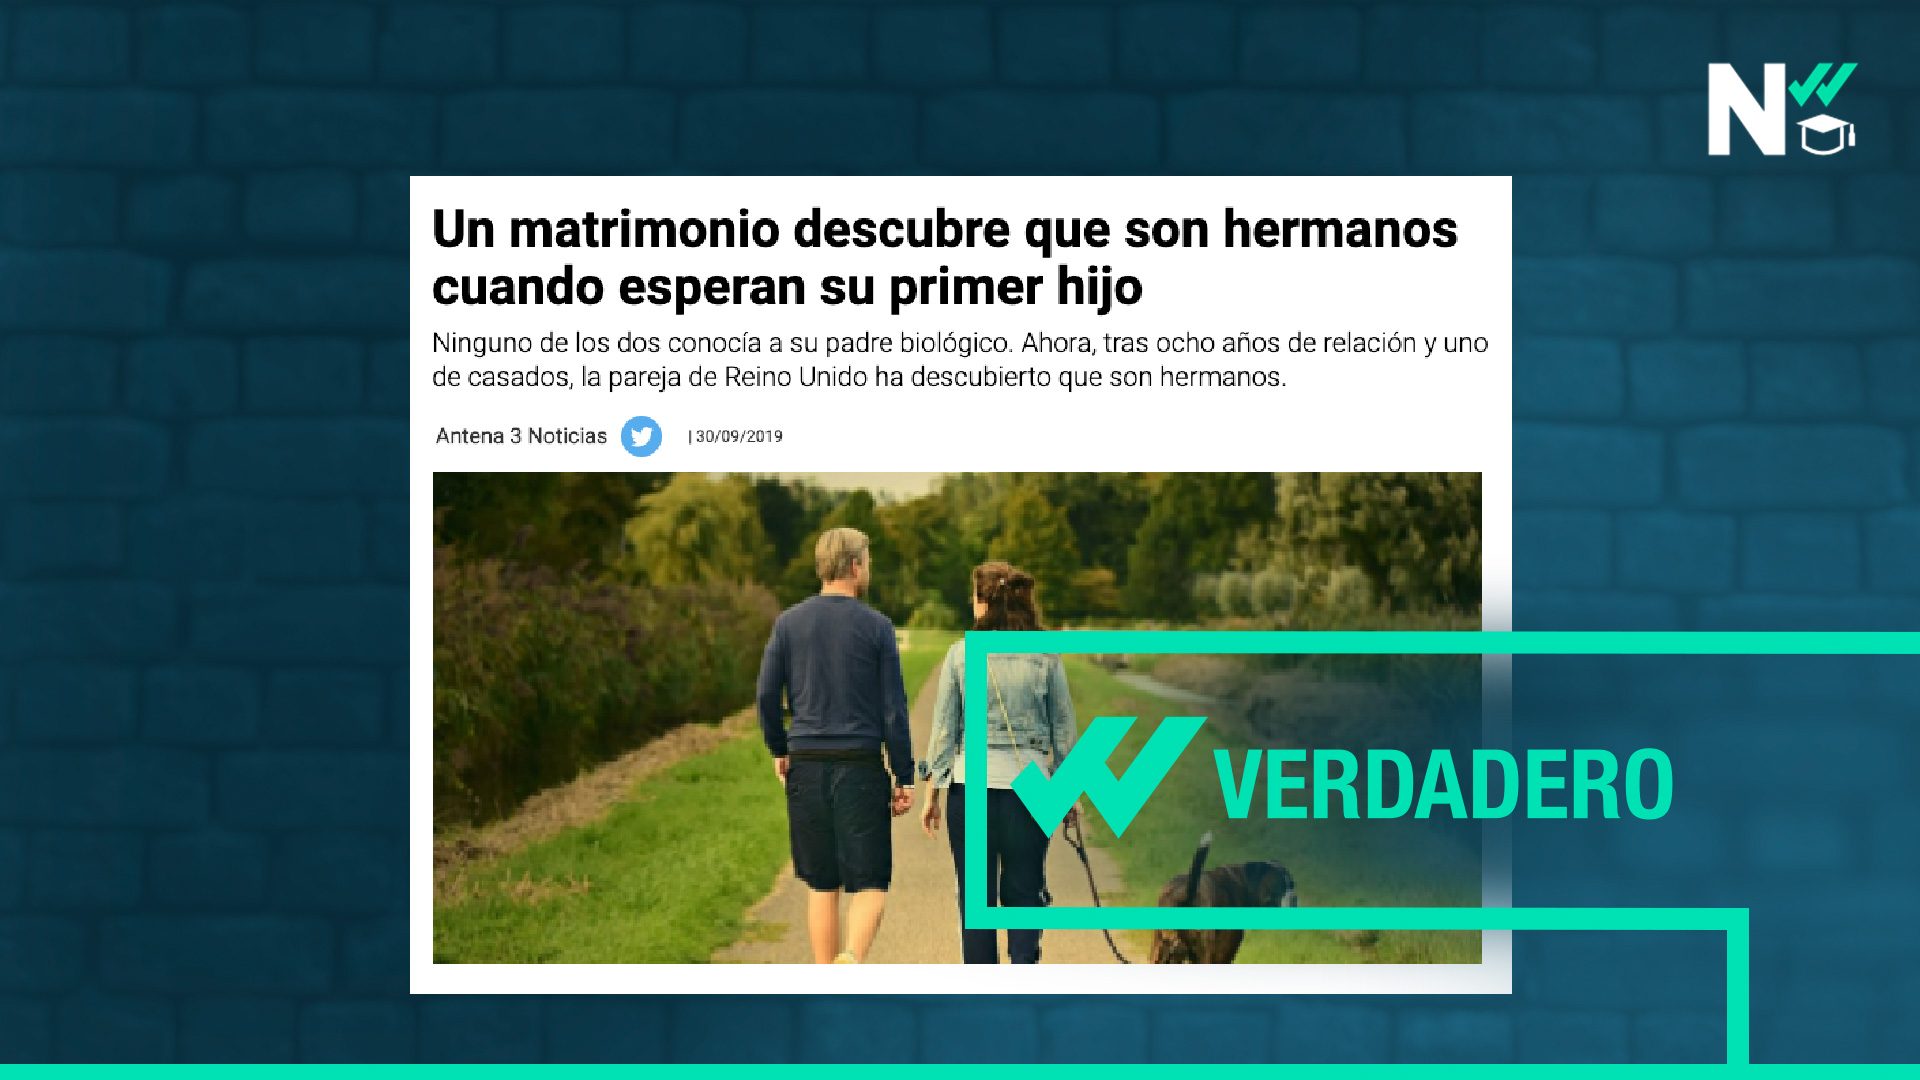 N
Un matrimonio descubre que son hermanos
cuando esperan su primer hijo
Ninguno de los dos conocía a su padre biológico. Ahora, tras ocho años de relación y uno
de casados, la pareja de Reino Unido ha descubierto que son hermanos.
Antena 3 Noticias | 30/09/2019
VERDADERO